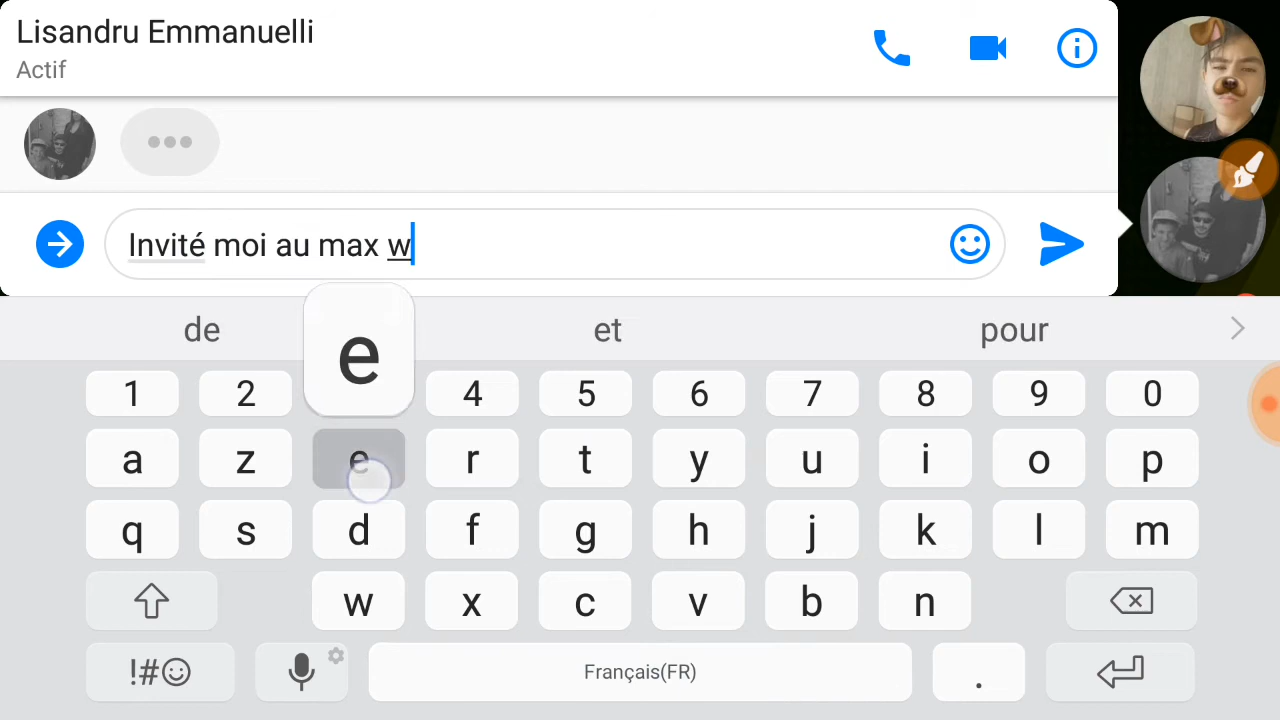 Lisandru Emmanuelli
Actif
Invité moi au max w
de et pour
e
1 2 4 5 6 7 8 9 0
a z e r t y u i o p
q s d f g h j k l m
w x c v b n
!# Français(FR) .